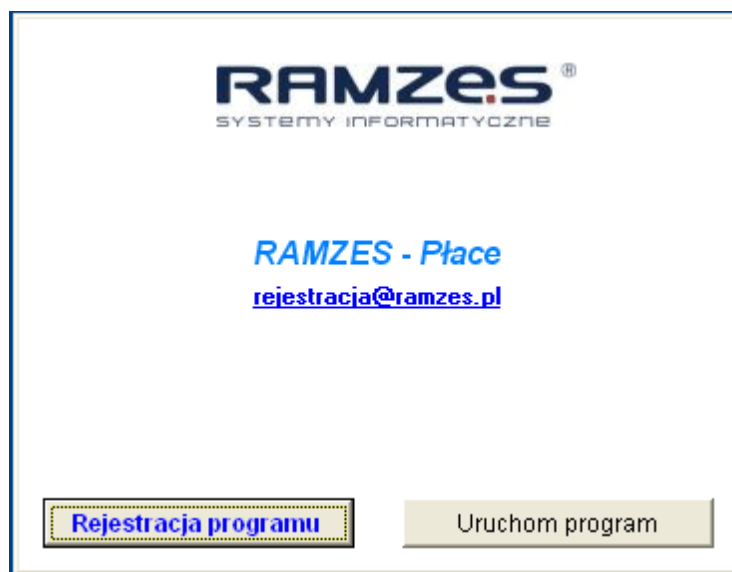 RAMZES ®
SYSTEMY INFORMATYCZNE
RAMZES - Płace
rejestracja@ramzes.pl
Rejestracja programu
Uruchom program